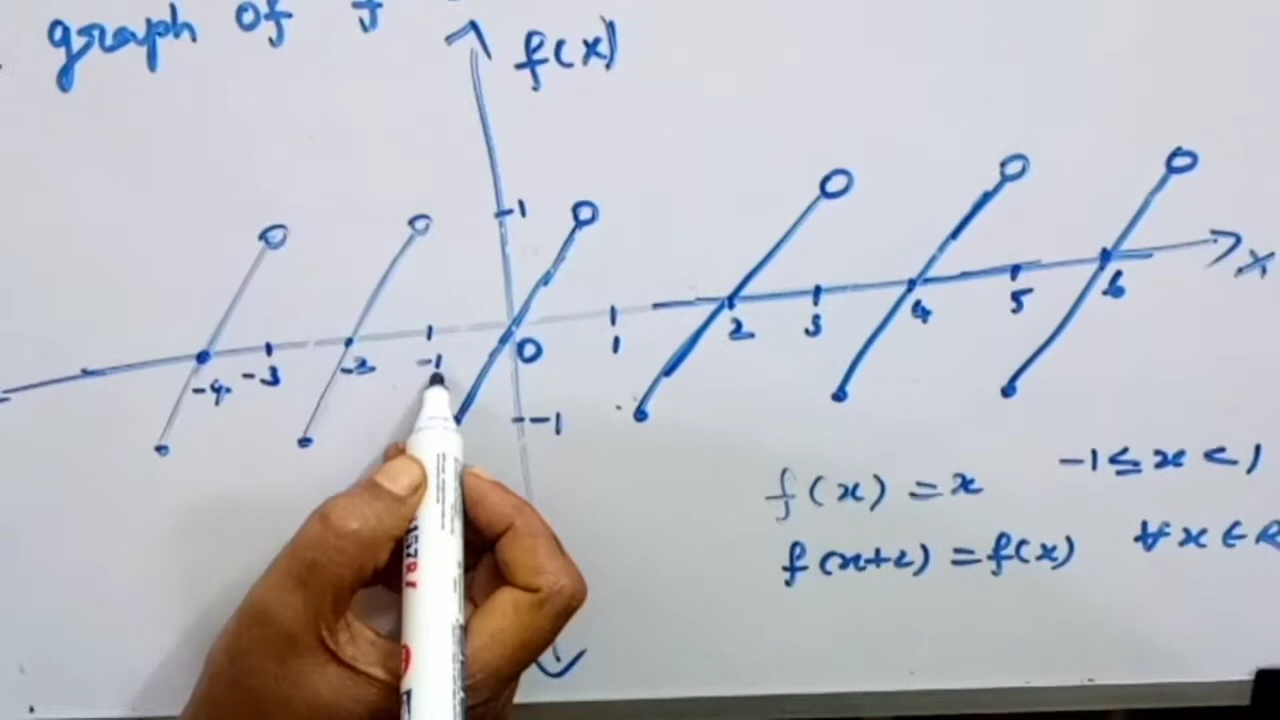 graph of f
f(x)
-1
-4 -3 -2 -1 0 1 2 3 4 5 6 x
-1
f(x) = x -1 ≤ x < 1
f(x+2) = f(x) ∀ x ∈ R